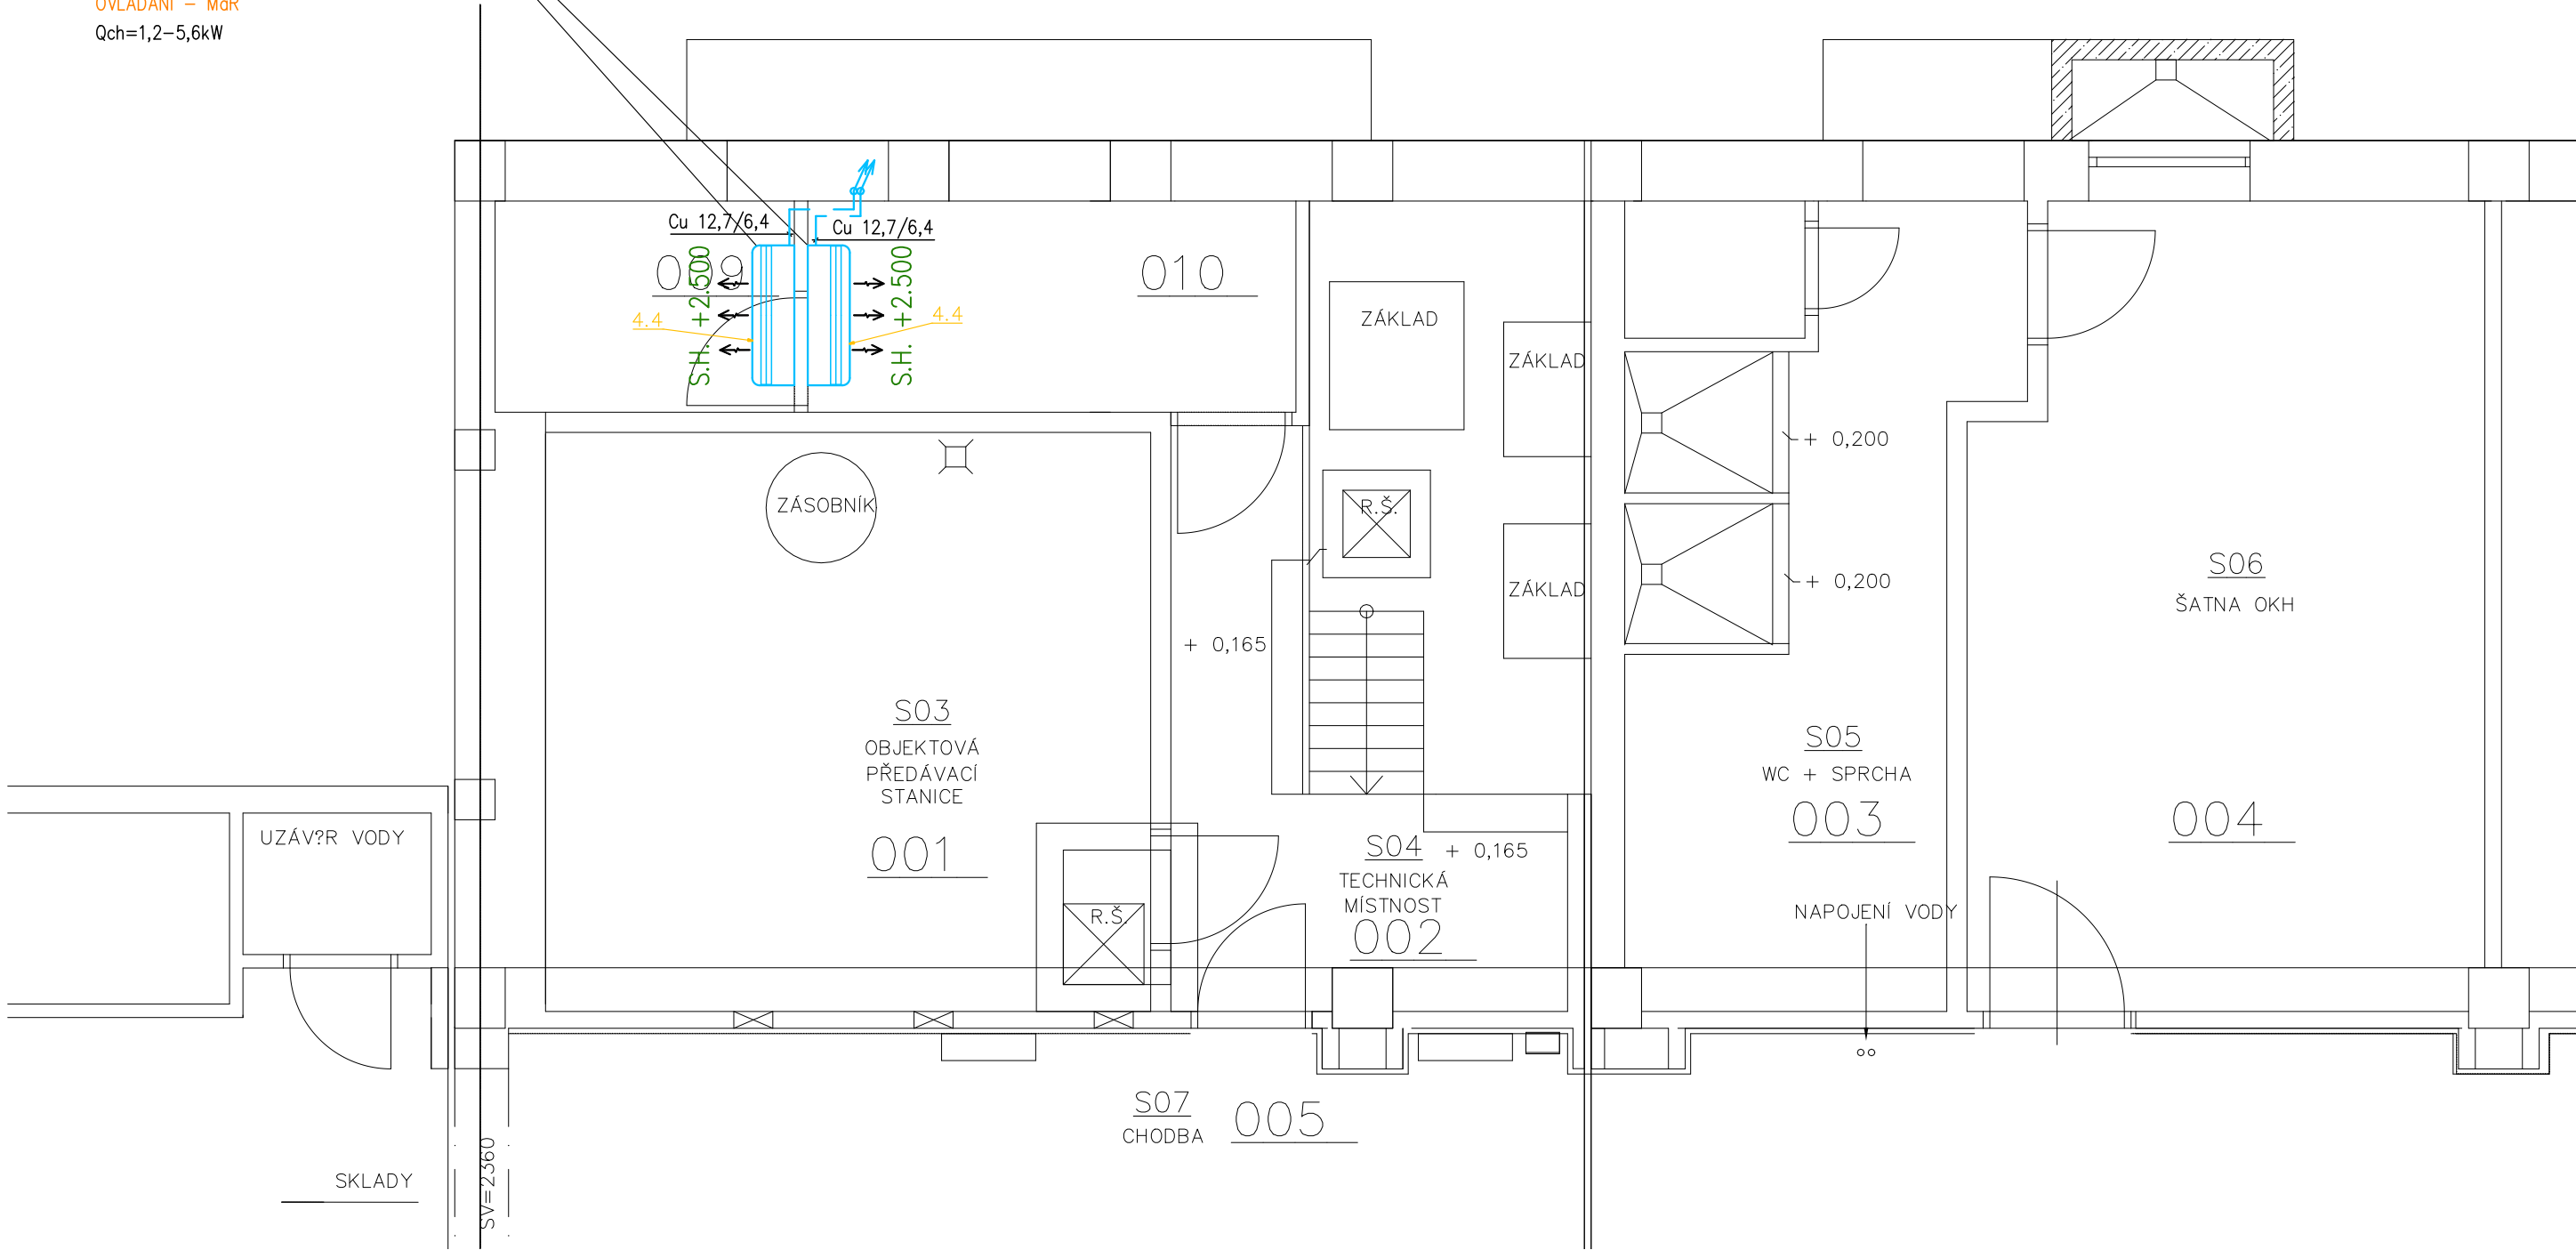 OVLÁDÁNÍ - MaR
Qch=1,2-5,6kW
Cu 12,7/6,4
Cu 12,7/6,4
009
010
S.H. +2.500
S.H. +2.500
4.4
4.4
ZÁKLAD
ZÁKLAD
ZÁKLAD
+ 0,200
+ 0,200
ZÁSOBNÍK
R.Š.
+ 0,165
S03
OBJEKTOVÁ
PŘEDÁVACÍ
STANICE
001
R.Š.
S04 + 0,165
TECHNICKÁ
MÍSTNOST
002
S05
WC + SPRCHA
003
NAPOJENÍ VODY
S06
ŠATNA OKH
004
UZÁV?R VODY
S07
CHODBA
005
SKLADY
SV=2360